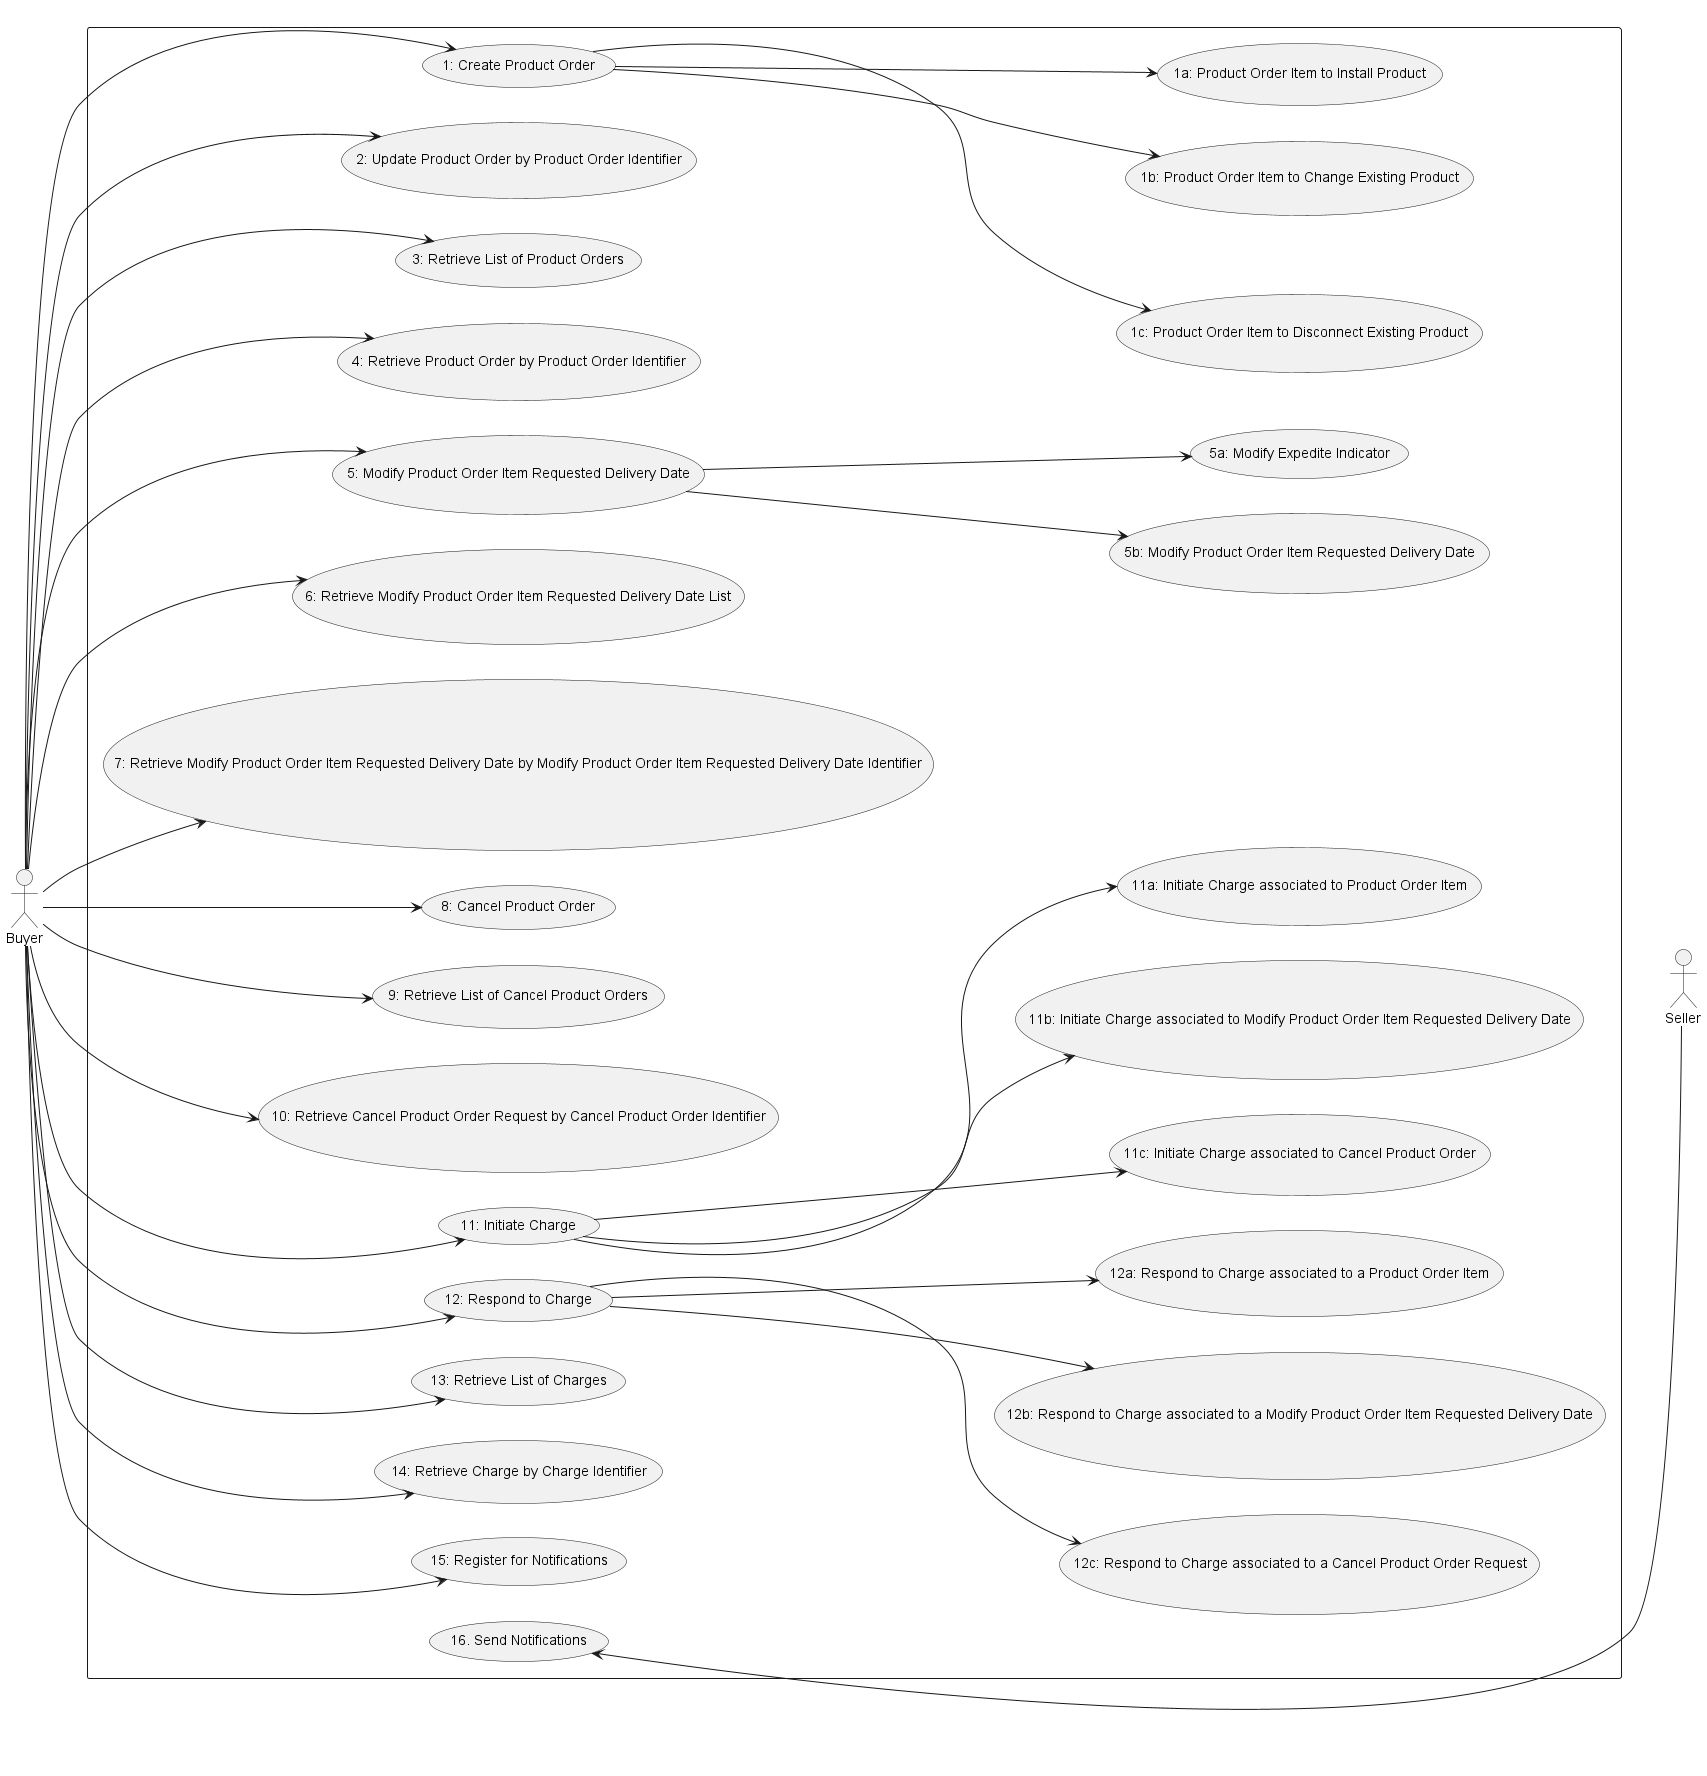 1: Create Product Order
1a: Product Order Item to Install Product
2: Update Product Order by Product Order Identifier
1b: Product Order Item to Change Existing Product
3: Retrieve List of Product Orders
1c: Product Order Item to Disconnect Existing Product
4: Retrieve Product Order by Product Order Identifier
5a: Modify Expedite Indicator
5: Modify Product Order Item Requested Delivery Date
5b: Modify Product Order Item Requested Delivery Date
6: Retrieve Modify Product Order Item Requested Delivery Date List
7: Retrieve Modify Product Order Item Requested Delivery Date by Modify Product Order Item Requested Delivery Date Identifier
11a: Initiate Charge associated to Product Order Item
8: Cancel Product Order
Buyer
9: Retrieve List of Cancel Product Orders
11b: Initiate Charge associated to Modify Product Order Item Requested Delivery Date
Seller
10: Retrieve Cancel Product Order Request by Cancel Product Order Identifier
11c: Initiate Charge associated to Cancel Product Order
11: Initiate Charge
12a: Respond to Charge associated to a Product Order Item
12: Respond to Charge
13: Retrieve List of Charges
12b: Respond to Charge associated to a Modify Product Order Item Requested Delivery Date
14: Retrieve Charge by Charge Identifier
15: Register for Notifications
12c: Respond to Charge associated to a Cancel Product Order Request
16. Send Notifications